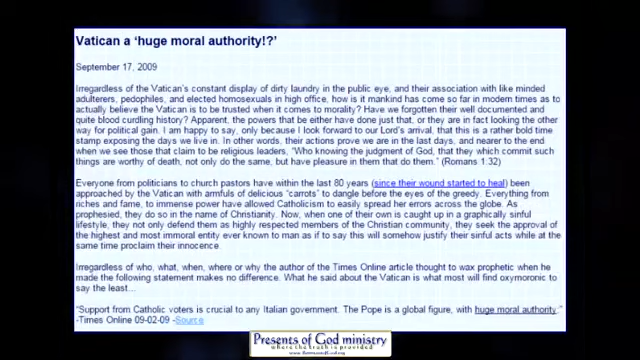 Vatican a ‘huge moral authority!?’
September 17, 2009
Irregardless of the Vatican's constant display of dirty laundry in the public eye, and their association with like minded
adulterers, pedophiles, and elected homosexuals in high office, how is it mankind has come so far in modern times as to
actually believe the Vatican is to be trusted when it comes to morality? Have we forgotten their well documented and
quite blood curdling history? Apparent, the powers that be either have done just that, or they are in fact looking the other
way for political gain. I am happy to say, only because I look forward to our Lord's arrival, that this is a rather bold time
stamp exposing the days we live in. In other words, their actions prove we are in the last days, and nearer to the end
when we see those that claim to be religious leaders, “Who knowing the judgment of God, that they which commit such
things are worthy of death, not only do the same, but have pleasure in them that do them.” (Romans 1:32)
Everyone from politicians to church pastors have within the last 80 years (since their wound started to heal) been
approached by the Vatican with armfuls of delicious “carrots” to dangle before the eyes of the greedy. Everything from
riches and fame, to immense power have allowed Catholicism to easily spread her errors across the globe. As
prophesied, they do so in the name of Christianity. Now, when one of their own is caught up in a graphically sinful
lifestyle, they not only defend them as highly respected members of the Christian community, they seek the approval of
the highest and most immoral entity ever known to man as if to say this will somehow justify their sinful acts while at the
same time proclaim their innocence.
Irregardless of who, what, when, where or why the author of the Times Online article thought to wax prophetic when he
made the following statement makes no difference. What he said about the Vatican is what most will find oxymoronic to
say the least...
“Support from Catholic voters is crucial to any Italian government. The Pope is a global figure, with huge moral authority.”
-Times Online 09-02-09 -Source
Presents of God ministry
where the truth is provided